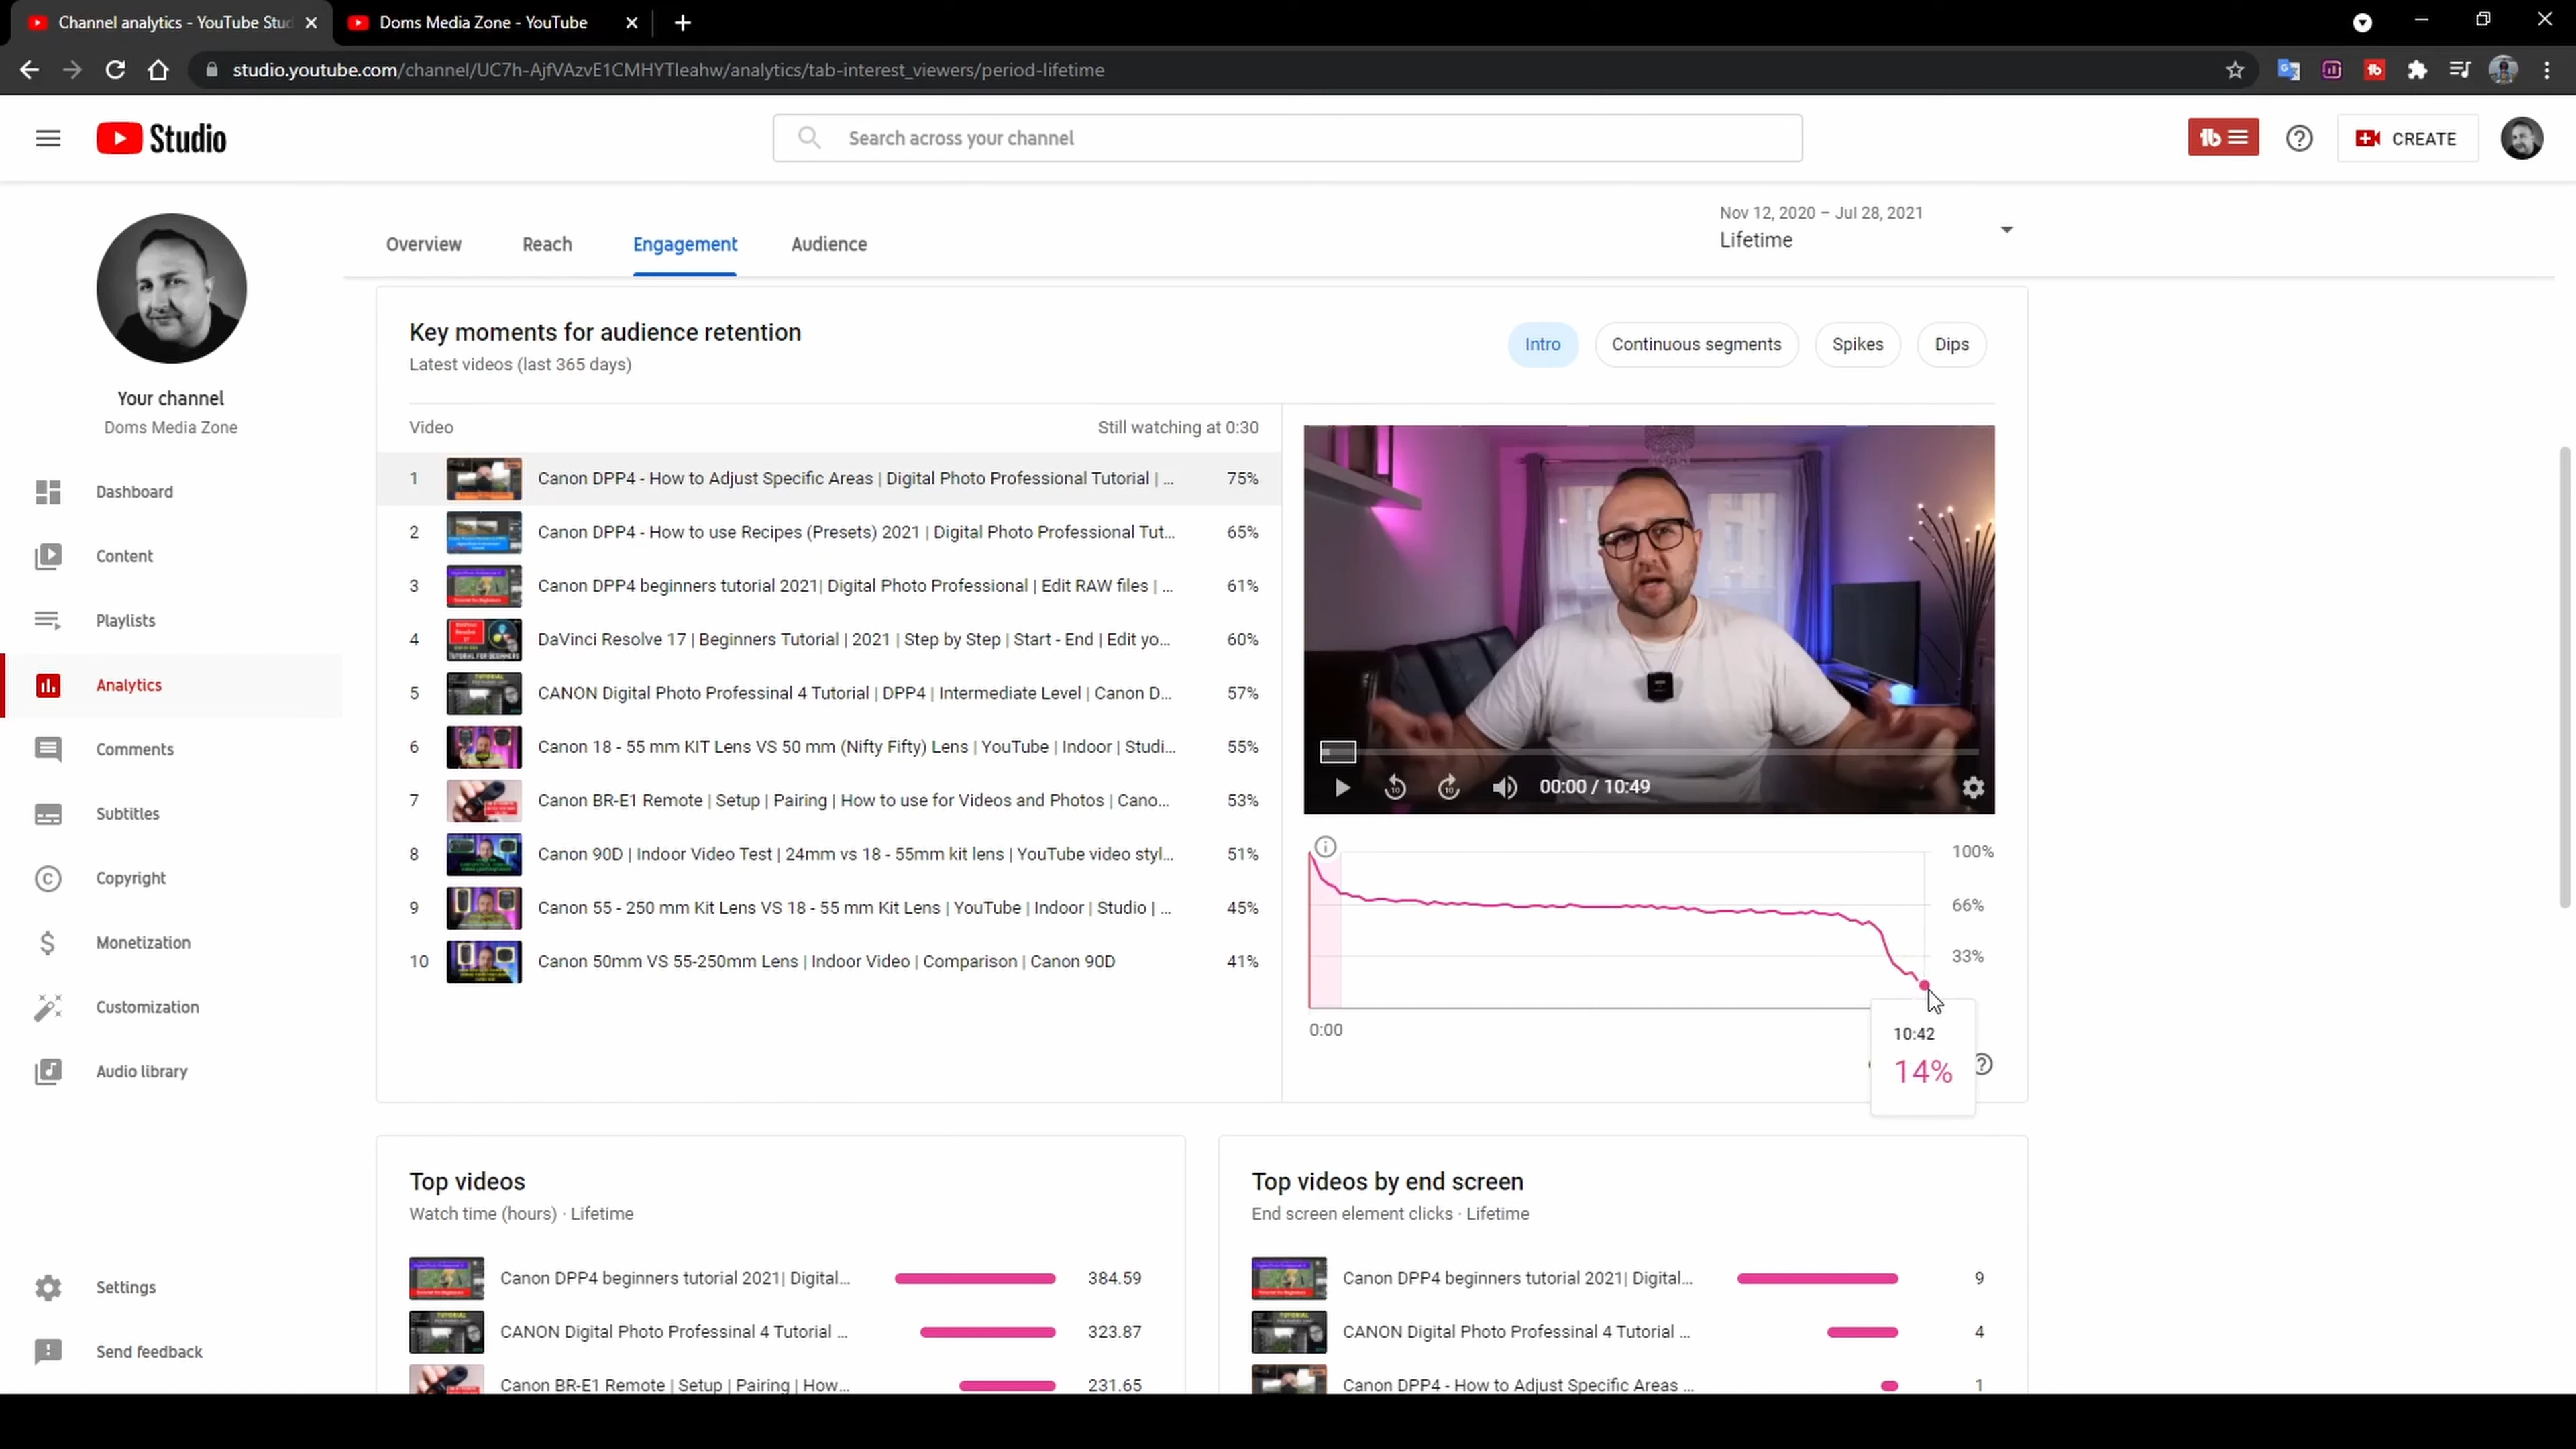 Channel analytics - YouTube Stud
Doms Media Zone - YouTube
studio.youtube.com/channel/UC7h-AjfVAzvE1CMHYTleahw/analytics/tab-interest_viewers/period-lifetime
Studio
Search across your channel
CREATE
Your channel
Doms Media Zone
Dashboard
Content
Playlists
Analytics
Comments
Subtitles
Copyright
Monetization
Customization
Audio library
Settings
Send feedback
Overview
Reach
Engagement
Audience
Nov 12, 2020 – Jul 28, 2021
Lifetime
Key moments for audience retention
Latest videos (last 365 days)
Intro
Continuous segments
Spikes
Dips
Video
Still watching at 0:30
1 Canon DPP4 - How to Adjust Specific Areas | Digital Photo Professional Tutorial | ... 75%
2 Canon DPP4 - How to use Recipes (Presets) 2021 | Digital Photo Professional Tut... 65%
3 Canon DPP4 beginners tutorial 2021| Digital Photo Professional | Edit RAW files | ... 61%
4 DaVinci Resolve 17 | Beginners Tutorial | 2021 | Step by Step | Start - End | Edit yo... 60%
5 CANON Digital Photo Professinal 4 Tutorial | DPP4 | Intermediate Level | Canon D... 57%
6 Canon 18 - 55 mm KIT Lens VS 50 mm (Nifty Fifty) Lens | YouTube | Indoor | Studi... 55%
7 Canon BR-E1 Remote | Setup | Pairing | How to use for Videos and Photos | Cano... 53%
8 Canon 90D | Indoor Video Test | 24mm vs 18 - 55mm kit lens | YouTube video styl... 51%
9 Canon 55 - 250 mm Kit Lens VS 18 - 55 mm Kit Lens | YouTube | Indoor | Studio | ... 45%
10 Canon 50mm VS 55-250mm Lens | Indoor Video | Comparison | Canon 90D 41%
00:00 / 10:49
100%
66%
33%
0:00
10:42
14%
Top videos
Watch time (hours) · Lifetime
Canon DPP4 beginners tutorial 2021| Digital... 384.59
CANON Digital Photo Professinal 4 Tutorial ... 323.87
Canon BR-E1 Remote | Setup | Pairing | How... 231.65
Top videos by end screen
End screen element clicks · Lifetime
Canon DPP4 beginners tutorial 2021| Digital... 9
CANON Digital Photo Professinal 4 Tutorial ... 4
Canon DPP4 - How to Adjust Specific Areas ... 1